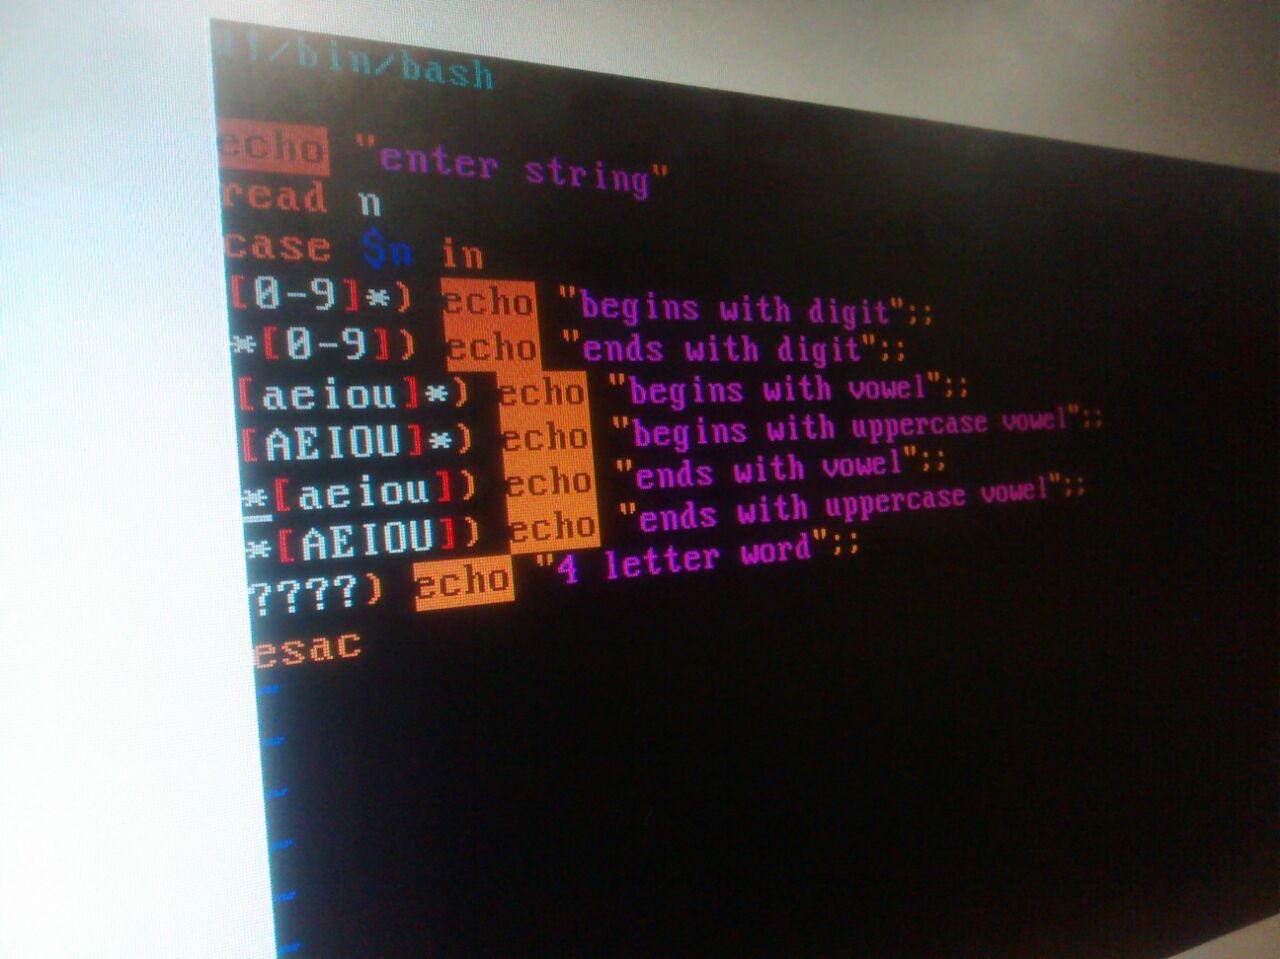 #!/bin/bash
echo "enter string"
read n
case $n in
[0-9]*) echo "begins with digit";;
*[0-9]) echo "ends with digit";;
[aeiou]*) echo "begins with vowel";;
[AEIOU]*) echo "begins with uppercase vowel";;
*[aeiou]) echo "ends with vowel";;
*[AEIOU]) echo "ends with uppercase vowel";;
????) echo "4 letter word";;
esac
~
~
~
~
~
~